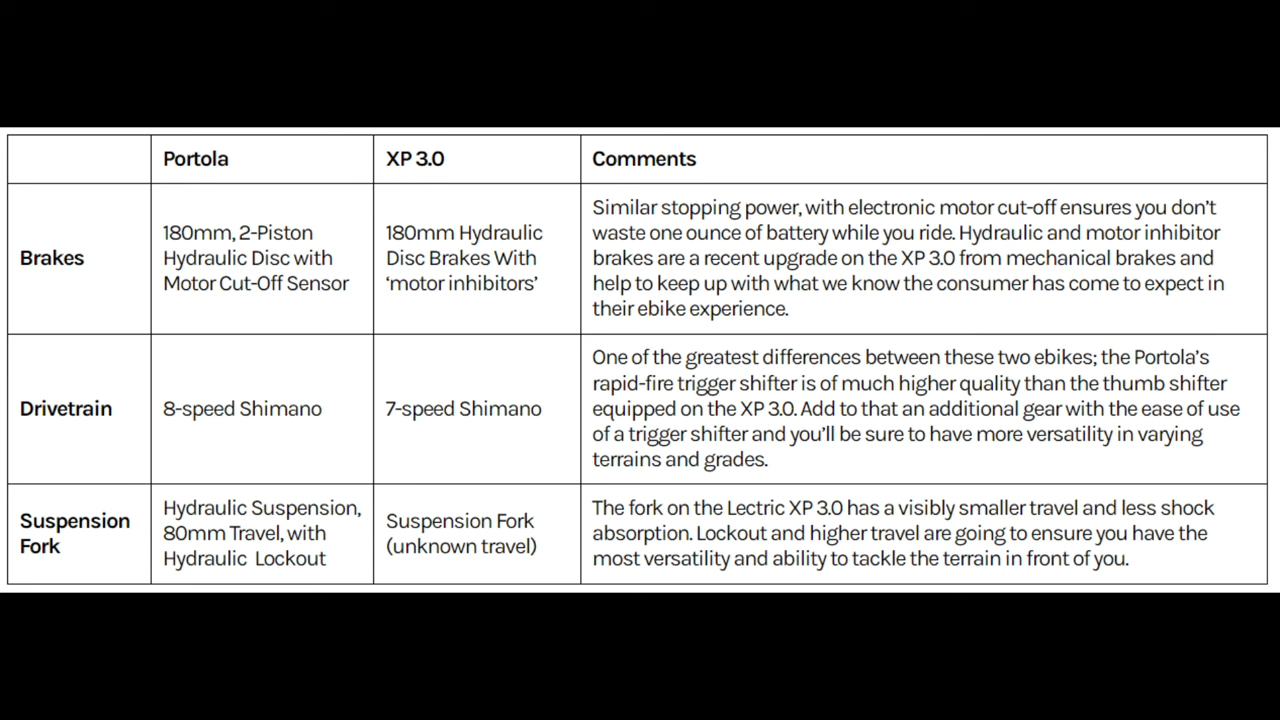 Portola
XP 3.0
Comments
Brakes
180mm, 2-Piston
Hydraulic Disc with
Motor Cut-Off Sensor
180mm Hydraulic
Disc Brakes With
‘motor inhibitors’
Similar stopping power, with electronic motor cut-off ensures you don’t
waste one ounce of battery while you ride. Hydraulic and motor inhibitor
brakes are a recent upgrade on the XP 3.0 from mechanical brakes and
help to keep up with what we know the consumer has come to expect in
their ebike experience.
Drivetrain
8-speed Shimano
7-speed Shimano
One of the greatest differences between these two ebikes; the Portola’s
rapid-fire trigger shifter is of much higher quality than the thumb shifter
equipped on the XP 3.0. Add to that an additional gear with the ease of use
of a trigger shifter and you’ll be sure to have more versatility in varying
terrains and grades.
Suspension
Fork
Hydraulic Suspension,
80mm Travel, with
Hydraulic Lockout
Suspension Fork
(unknown travel)
The fork on the Lectric XP 3.0 has a visibly smaller travel and less shock
absorption. Lockout and higher travel are going to ensure you have the
most versatility and ability to tackle the terrain in front of you.